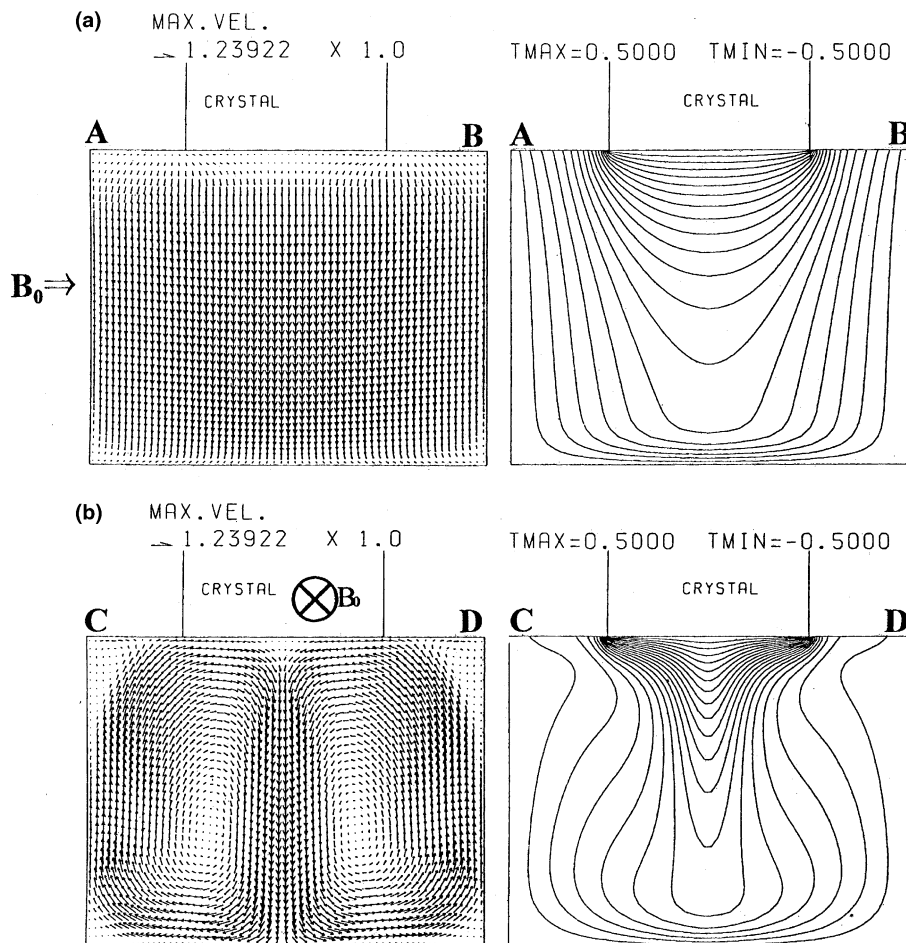 (a)
MAX.VEL.
⇀ 1.23922 X 1.0
TMAX=0.5000 TMIN=-0.5000
CRYSTAL
CRYSTAL
A B
A B
B₀ →
(b)
MAX.VEL.
⇀ 1.23922 X 1.0
TMAX=0.5000 TMIN=-0.5000
CRYSTAL B₀
CRYSTAL
C D
C D